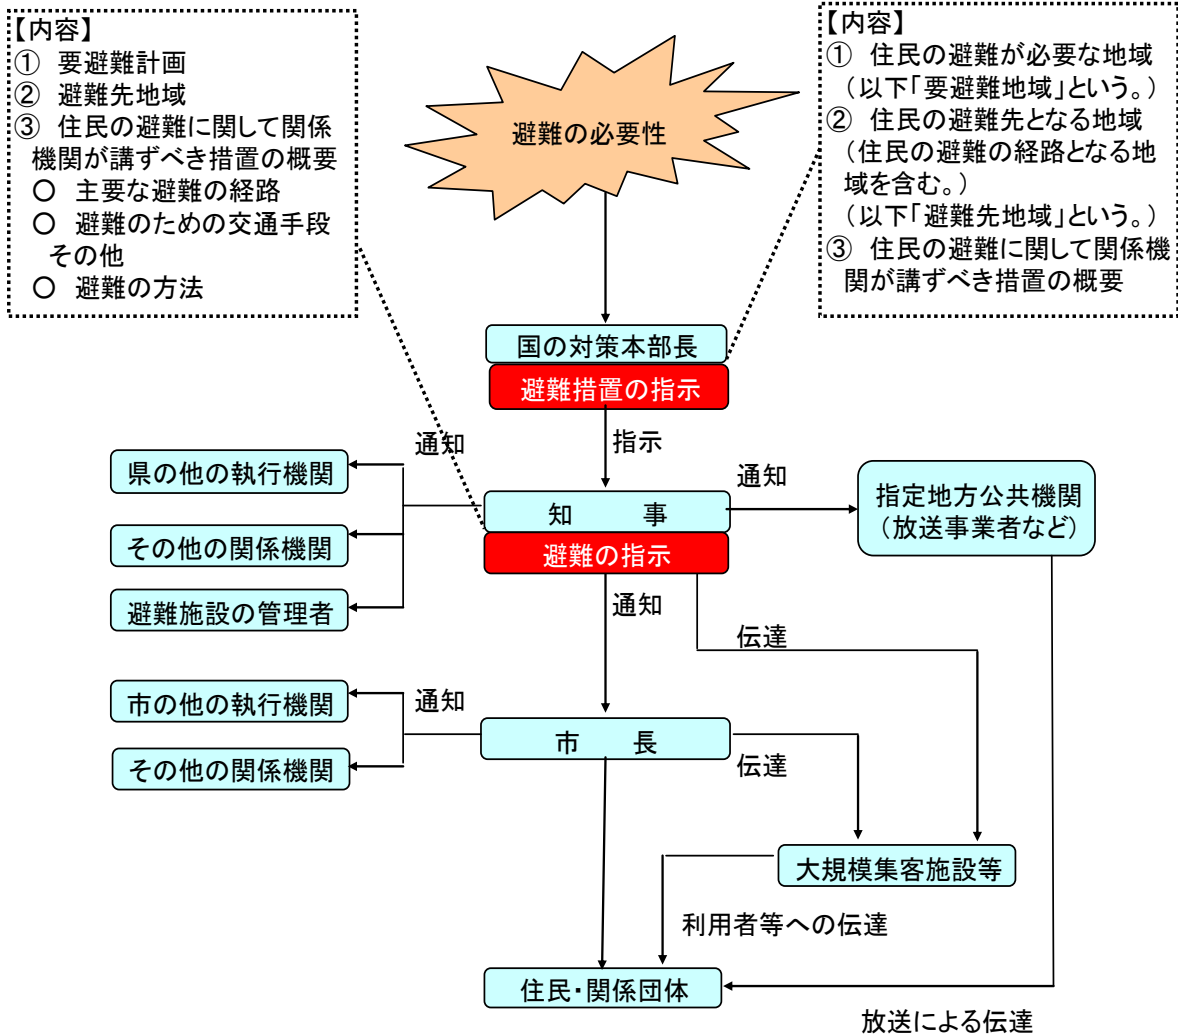 【内容】
① 要避難計画
② 避難先地域
③ 住民の避難に関して関係
機関が講ずべき措置の概要
○ 主要な避難の経路
○ 避難のための交通手段
その他
○ 避難の方法
避難の必要性
【内容】
① 住民の避難が必要な地域
（以下「要避難地域」という。）
② 住民の避難先となる地域
（住民の避難の経路となる地
域を含む。）
（以下「避難先地域」という。）
③ 住民の避難に関して関係機
関が講ずべき措置の概要
国の対策本部長
避難措置の指示
指示
通知
県の他の執行機関
その他の関係機関
避難施設の管理者
知 事
避難の指示
通知
指定地方公共機関
（放送事業者など）
通知
伝達
市の他の執行機関
その他の関係機関
通知
市 長
伝達
大規模集客施設等
利用者等への伝達
住民・関係団体
放送による伝達